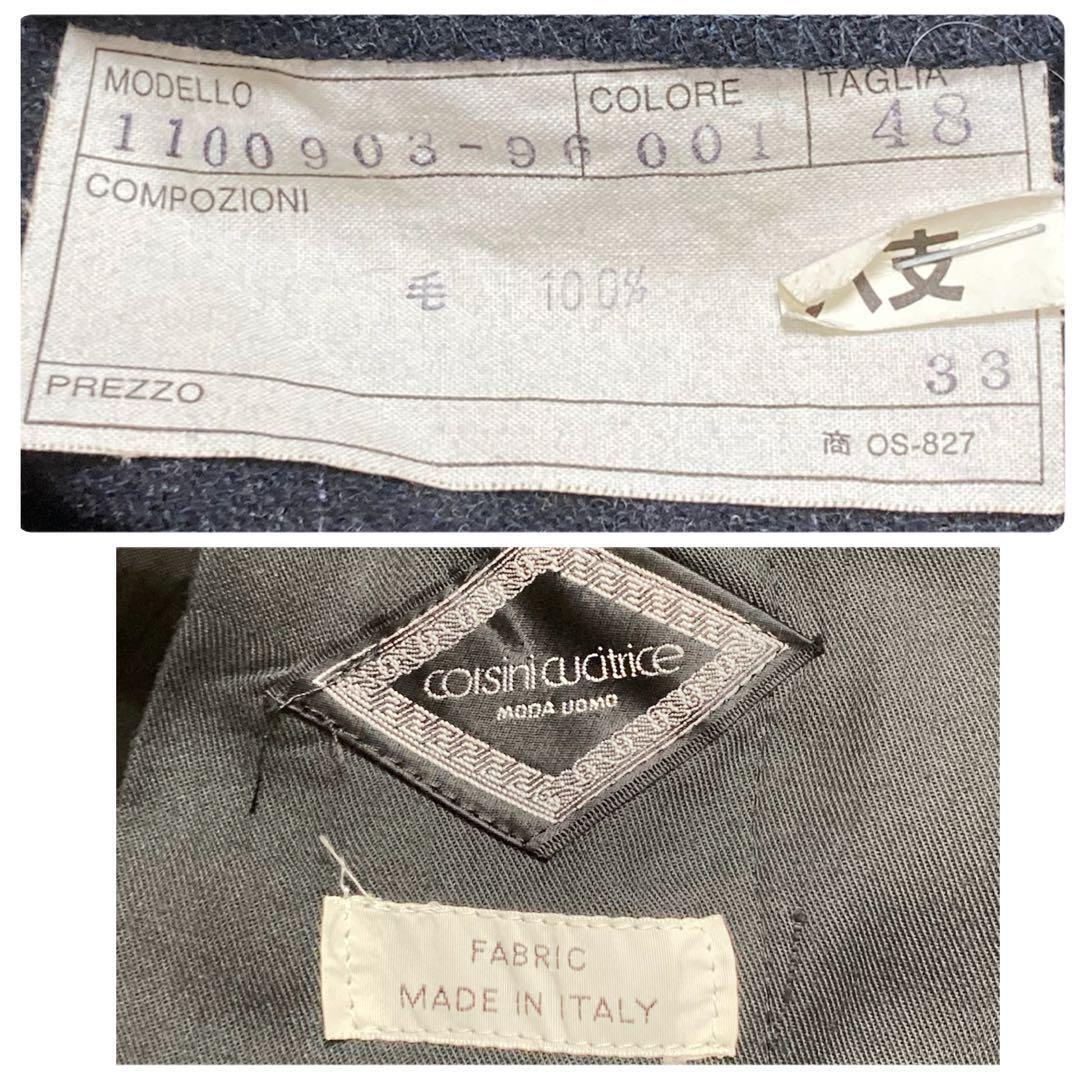 MODELLO COLORE TAGLIA
1100903-96 001 48
COMPOZIONI
毛 100%
支
33
PREZZO
商 OS-827
corsini cucitrice
MODA UOMO
FABRIC
MADE IN ITALY